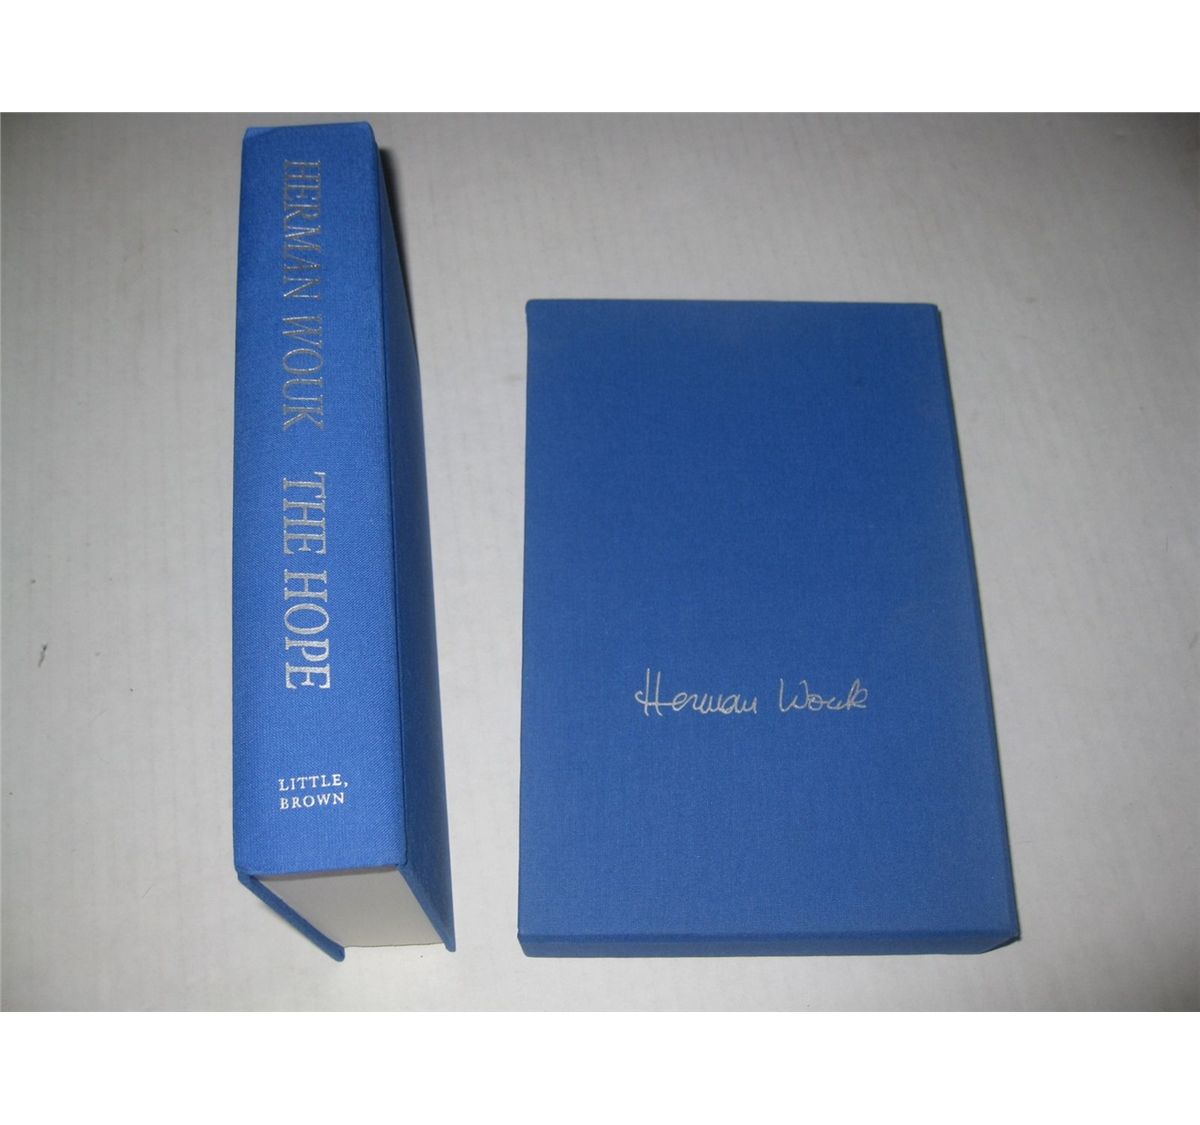 HERMAN WOUK THE HOPE
LITTLE,
BROWN
Herman Wouk